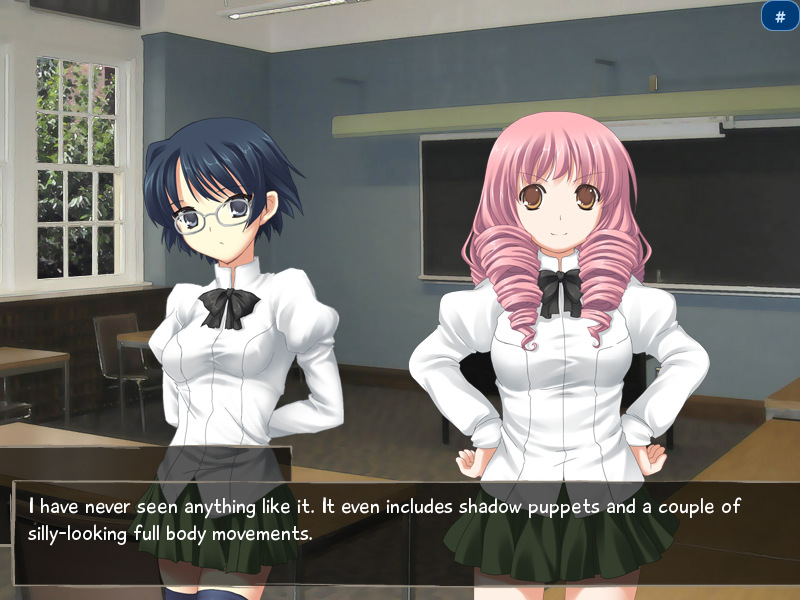 #
I have never seen anything like it. It even includes shadow puppets and a couple of
silly-looking full body movements.